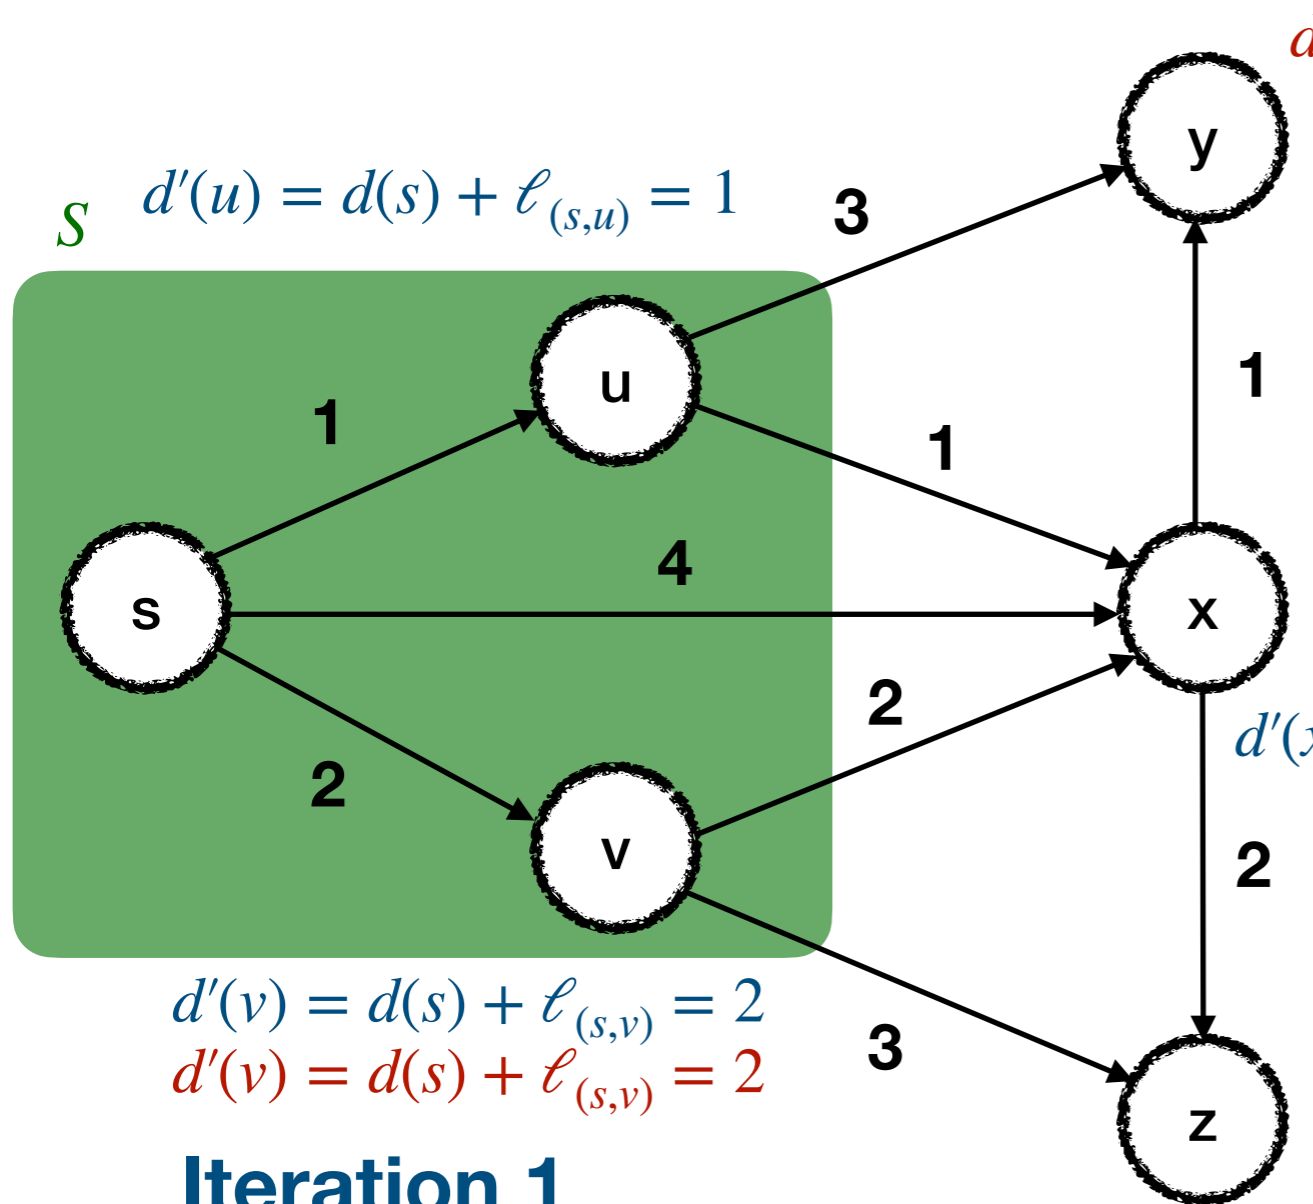 y
d'(u) = d(s) + ℓ(s,u) = 1
S
3
u
1
1
1
4
s
x
2
2
2
v
d'(v) = d(s) + ℓ(s,v) = 2
3
d'(v) = d(s) + ℓ(s,v) = 2
z
Iteration 1